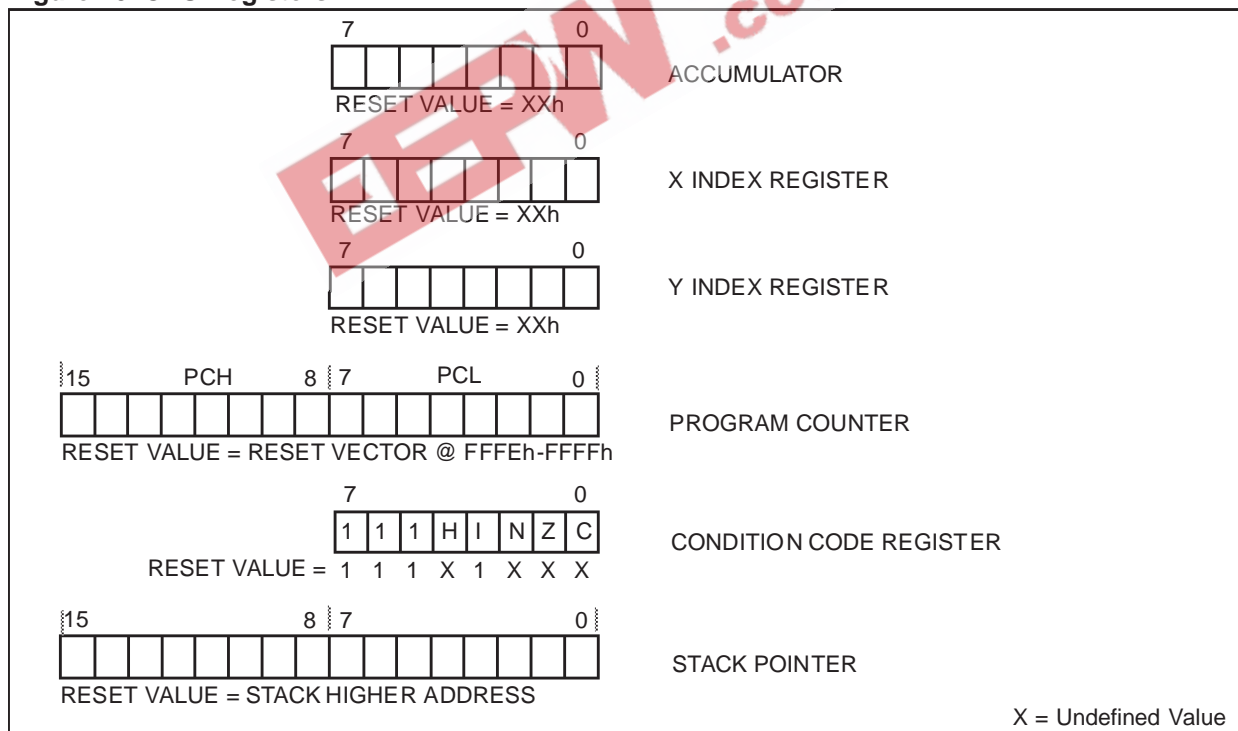 7 0
ACCUMULATOR
RESET VALUE = XXh
7 0
X INDEX REGISTER
RESET VALUE = XXh
7 0
Y INDEX REGISTER
RESET VALUE = XXh
15 PCH 8 7 PCL 0
PROGRAM COUNTER
RESET VALUE = RESET VECTOR @ FFFEh-FFFFh
7 0
1 1 1 H I N Z C
CONDITION CODE REGISTER
RESET VALUE = 1 1 1 X 1 X X X
15 8 7 0
STACK POINTER
RESET VALUE = STACK HIGHER ADDRESS
X = Undefined Value
EEPW .co